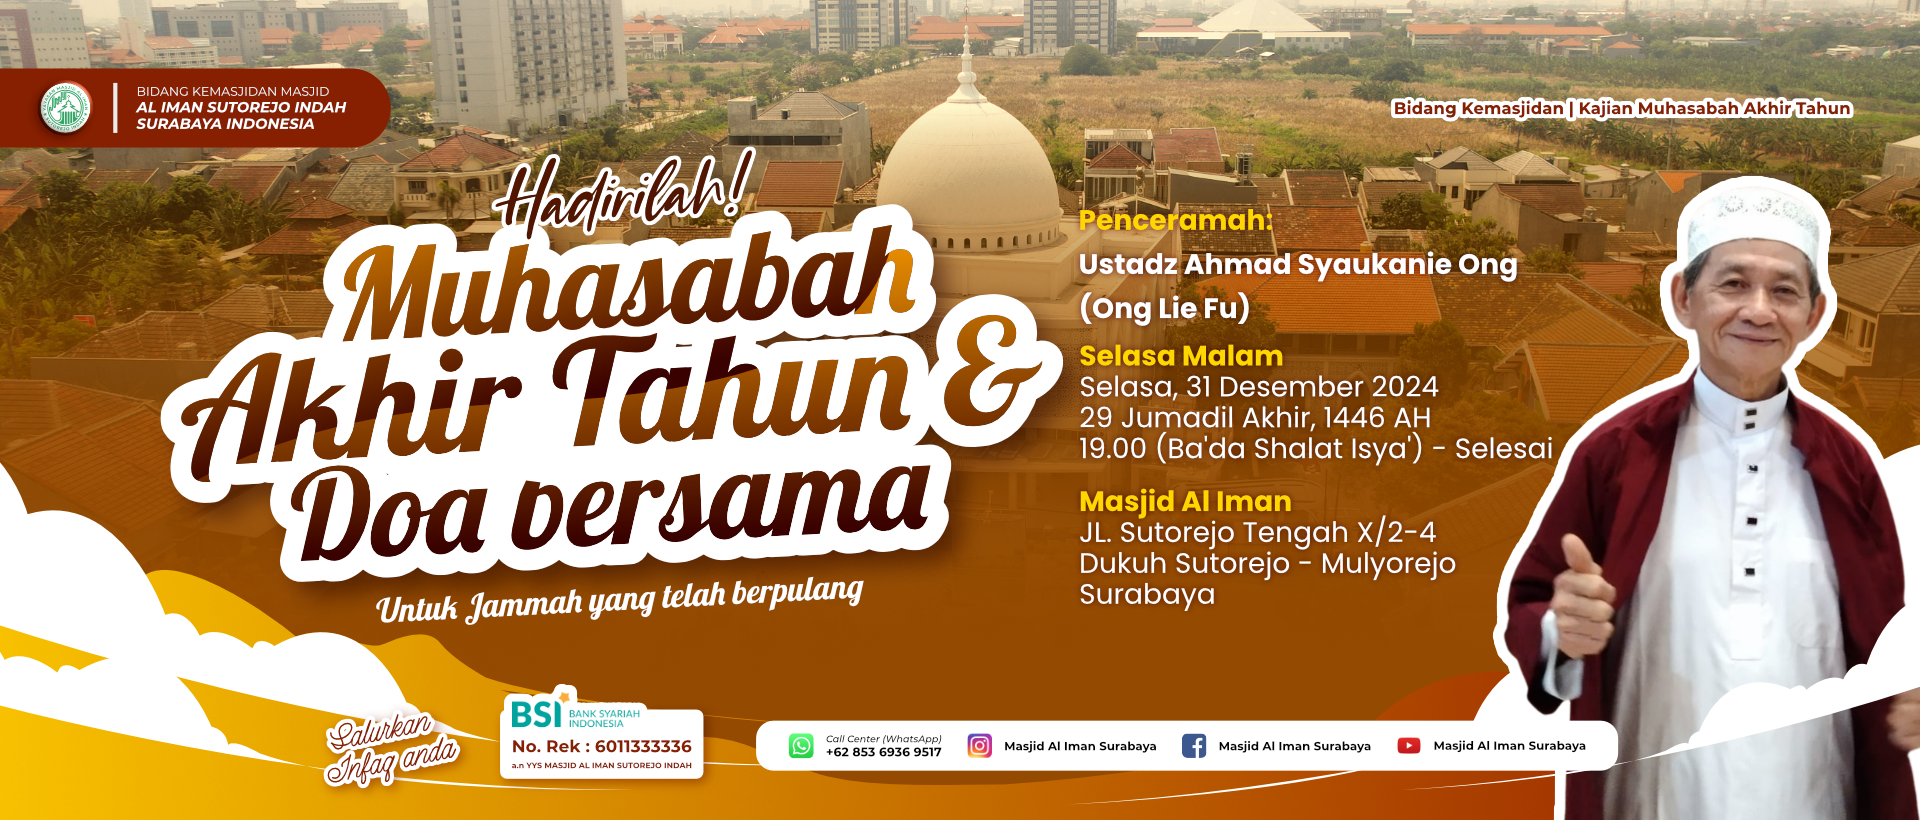 BIDANG KEMASJIDAN MASJID
AL IMAN SUTOREJO INDAH
SURABAYA INDONESIA
Bidang Kemasjidan | Kajian Muhasabah Akhir Tahun
Hadirilah!
Muhasabah
Akhir Tahun &
Doa bersama
Untuk Jammah yang telah berpulang
Penceramah:
Ustadz Ahmad Syaukanie Ong
(Ong Lie Fu)
Selasa Malam
Selasa, 31 Desember 2024
29 Jumadil Akhir, 1446 AH
19.00 (Ba'da Shalat Isya') - Selesai
Masjid Al Iman
JL. Sutorejo Tengah X/2-4
Dukuh Sutorejo - Mulyorejo
Surabaya
Salurkan
Infaq anda
BSI BANK SYARIAH
INDONESIA
No. Rek : 6011333336
a.n YYS MASJID AL IMAN SUTOREJO INDAH
Call Center (WhatsApp)
+62 853 6936 9517
Masjid Al Iman Surabaya
Masjid Al Iman Surabaya
Masjid Al Iman Surabaya